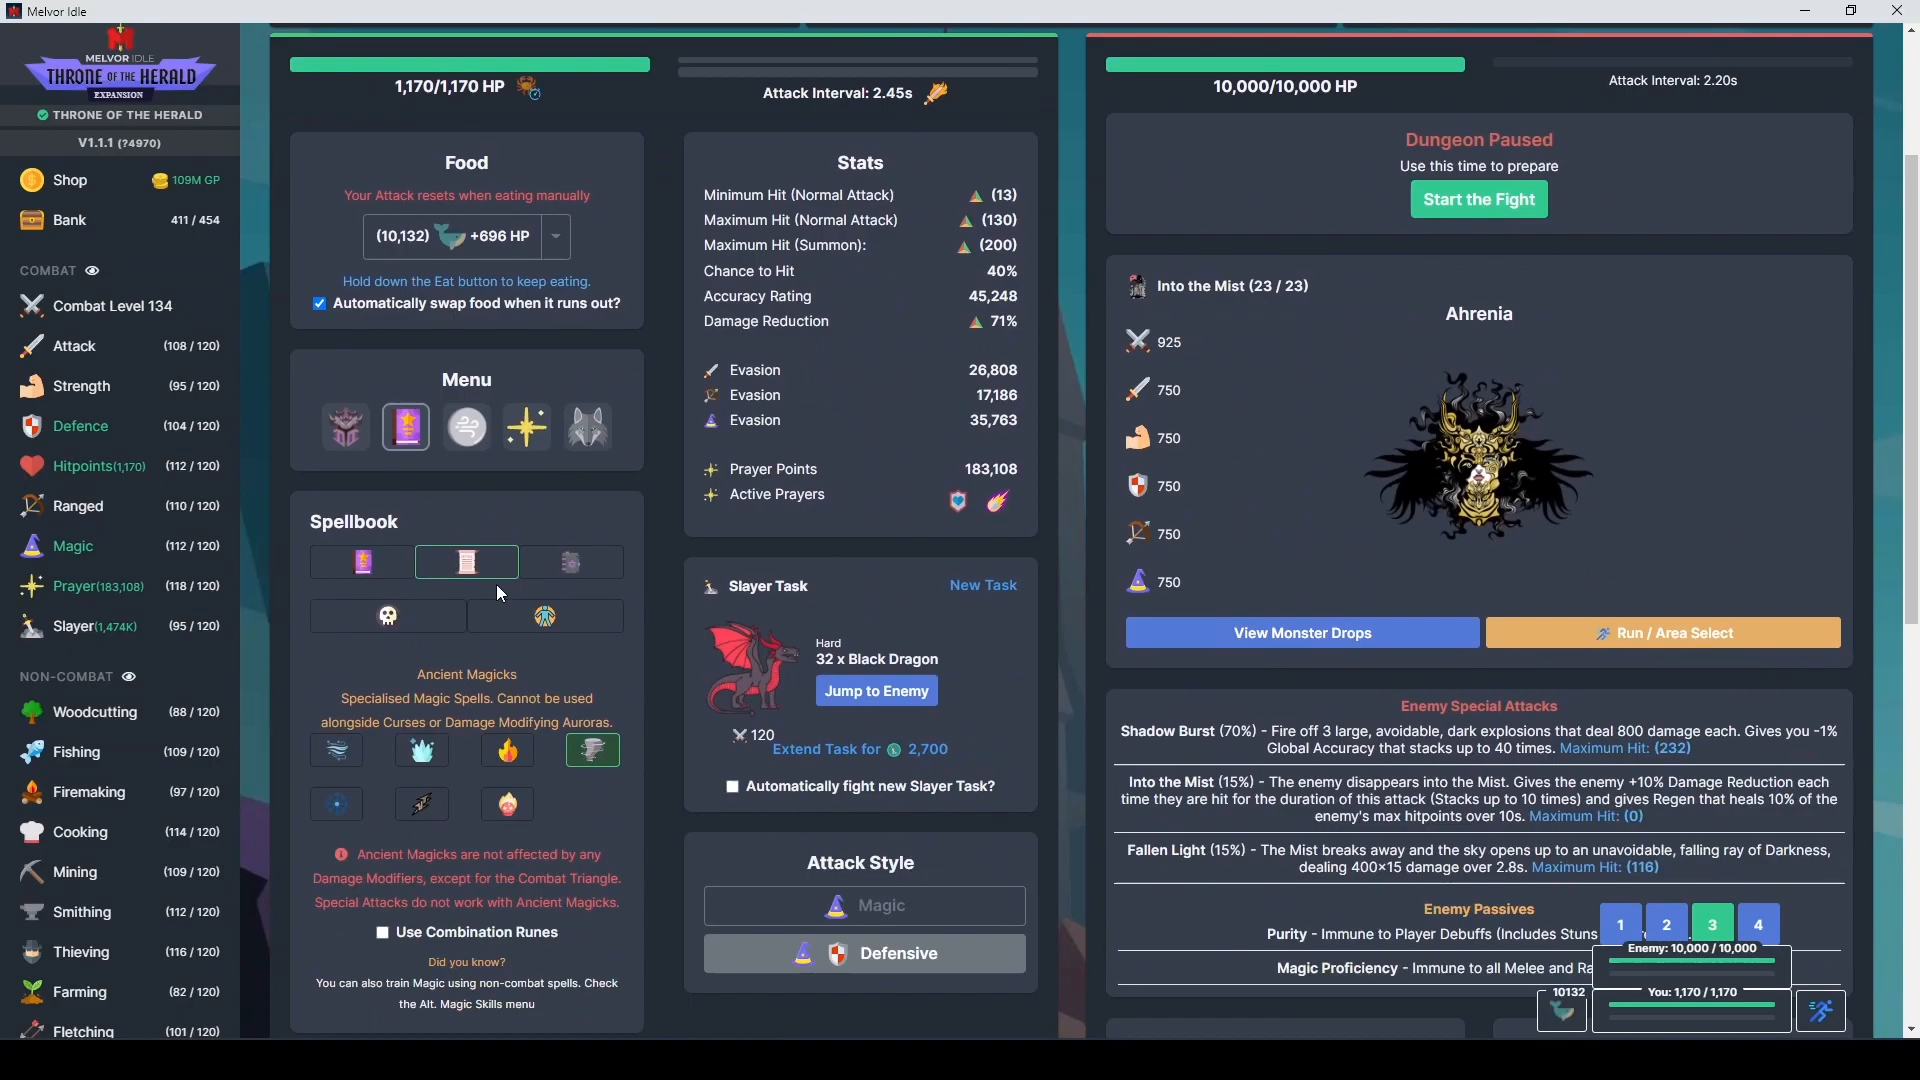 Melvor Idle
MELVOR IDLE
THRONE OF THE HERALD
EXPANSION
THRONE OF THE HERALD
V1.1.1 (?4970)
Shop
109M GP
Bank
411 / 454
COMBAT
Combat Level 134
Attack
(108 / 120)
Strength
(95 / 120)
Defence
(104 / 120)
Hitpoints(1,170)
(112 / 120)
Ranged
(110 / 120)
Magic
(112 / 120)
Prayer(183,108)
(118 / 120)
Slayer(1,474K)
(95 / 120)
NON-COMBAT
Woodcutting
(88 / 120)
Fishing
(109 / 120)
Firemaking
(97 / 120)
Cooking
(114 / 120)
Mining
(109 / 120)
Smithing
(112 / 120)
Thieving
(116 / 120)
Farming
(82 / 120)
Fletching
(101 / 120)
1,170/1,170 HP
Attack Interval: 2.45s
Food
Your Attack resets when eating manually
(10,132) +696 HP
Hold down the Eat button to keep eating.
Automatically swap food when it runs out?
Menu
Spellbook
Ancient Magicks
Specialised Magic Spells. Cannot be used
alongside Curses or Damage Modifying Auroras.
Ancient Magicks are not affected by any
Damage Modifiers, except for the Combat Triangle.
Special Attacks do not work with Ancient Magicks.
Use Combination Runes
Did you know?
You can also train Magic using non-combat spells. Check
the Alt. Magic Skills menu
Stats
Minimum Hit (Normal Attack)
(13)
Maximum Hit (Normal Attack)
(130)
Maximum Hit (Summon):
(200)
Chance to Hit
40%
Accuracy Rating
45,248
Damage Reduction
71%
Evasion
26,808
Evasion
17,186
Evasion
35,763
Prayer Points
183,108
Active Prayers
Slayer Task
New Task
Hard
32 x Black Dragon
Jump to Enemy
120
Extend Task for 2,700
Automatically fight new Slayer Task?
Attack Style
Magic
Defensive
10,000/10,000 HP
Attack Interval: 2.20s
Dungeon Paused
Use this time to prepare
Start the Fight
Into the Mist (23 / 23)
Ahrenia
925
750
750
750
750
750
View Monster Drops
Run / Area Select
Enemy Special Attacks
Shadow Burst (70%) - Fire off 3 large, avoidable, dark explosions that deal 800 damage each. Gives you -1%
Global Accuracy that stacks up to 40 times. Maximum Hit: (232)
Into the Mist (15%) - The enemy disappears into the Mist. Gives the enemy +10% Damage Reduction each
time they are hit for the duration of this attack (Stacks up to 10 times) and gives Regen that heals 10% of the
enemy's max hitpoints over 10s. Maximum Hit: (0)
Fallen Light (15%) - The Mist breaks away and the sky opens up to an unavoidable, falling ray of Darkness,
dealing 400×15 damage over 2.8s. Maximum Hit: (116)
Enemy Passives
Purity - Immune to Player Debuffs (Includes Stuns
Magic Proficiency - Immune to all Melee and
1
2
3
4
Enemy: 10,000 / 10,000
10132
You: 1,170 / 1,170